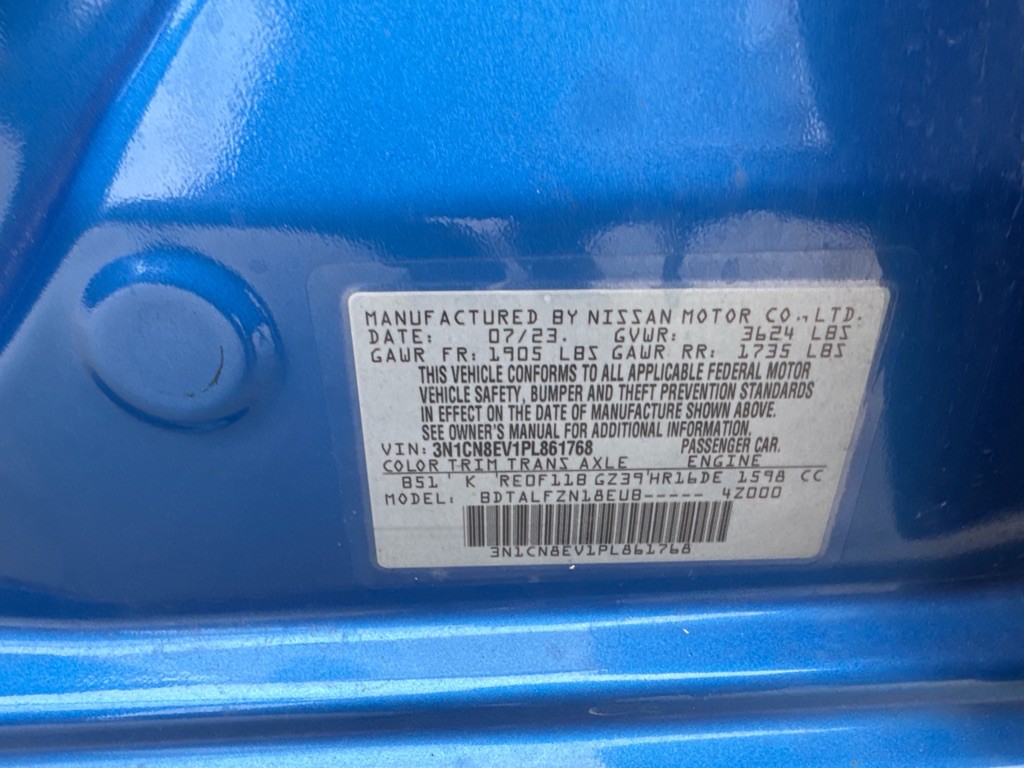 MANUFACTURED BY NISSAN MOTOR CO.,LTD.
DATE: 07/23. GVWR: 3624 LBS
GAWR FR: 1905 LBS GAWR RR: 1735 LBS
THIS VEHICLE CONFORMS TO ALL APPLICABLE FEDERAL MOTOR
VEHICLE SAFETY, BUMPER AND THEFT PREVENTION STANDARDS
IN EFFECT ON THE DATE OF MANUFACTURE SHOWN ABOVE.
SEE OWNER'S MANUAL FOR ADDITIONAL INFORMATION.
VIN: 3N1CN8EV1PL861768 PASSENGER CAR.
COLOR TRIM TRANS AXLE ENGINE
B51 K RE0F11B GZ39 HR16DE 1598 CC
MODEL: BDTALFZN18EUB----- 4Z000
3N1CN8EV1PL861768